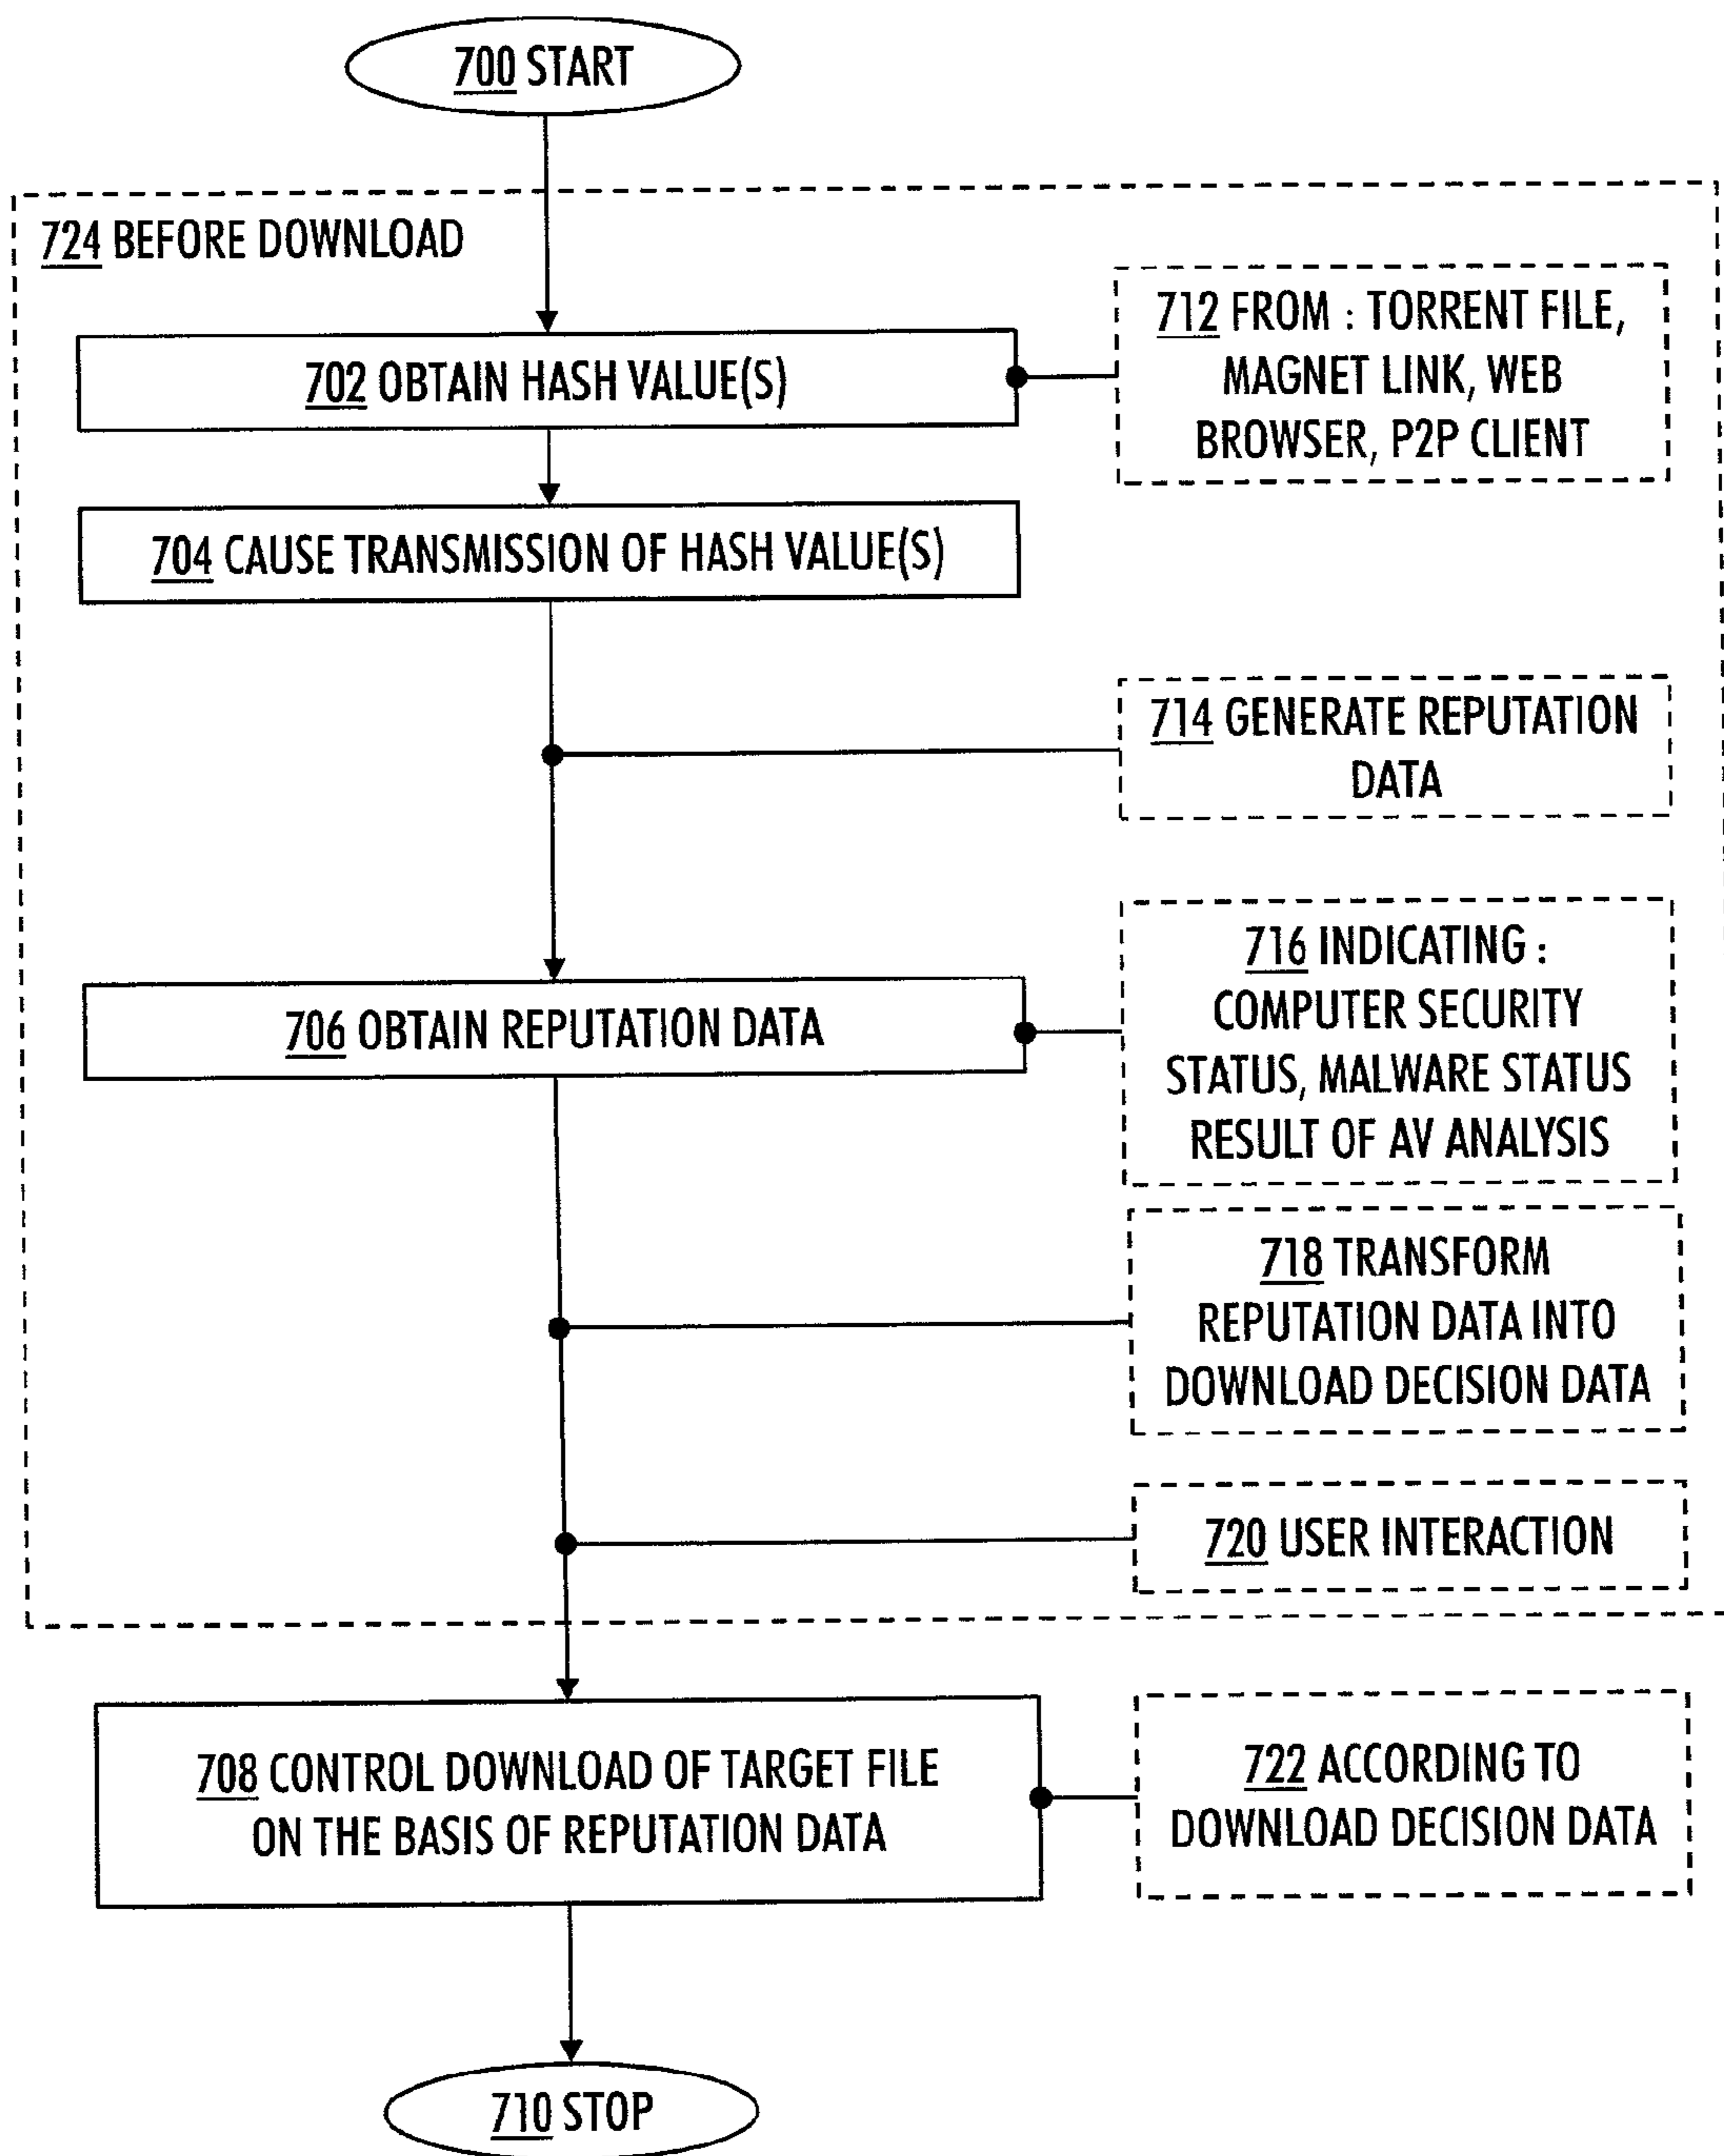 700 START
724 BEFORE DOWNLOAD
712 FROM : TORRENT FILE,
MAGNET LINK, WEB
BROWSER, P2P CLIENT
702 OBTAIN HASH VALUE(S)
704 CAUSE TRANSMISSION OF HASH VALUE(S)
714 GENERATE REPUTATION
DATA
716 INDICATING :
COMPUTER SECURITY
STATUS, MALWARE STATUS
RESULT OF AV ANALYSIS
706 OBTAIN REPUTATION DATA
718 TRANSFORM
REPUTATION DATA INTO
DOWNLOAD DECISION DATA
720 USER INTERACTION
708 CONTROL DOWNLOAD OF TARGET FILE
ON THE BASIS OF REPUTATION DATA
722 ACCORDING TO
DOWNLOAD DECISION DATA
710 STOP